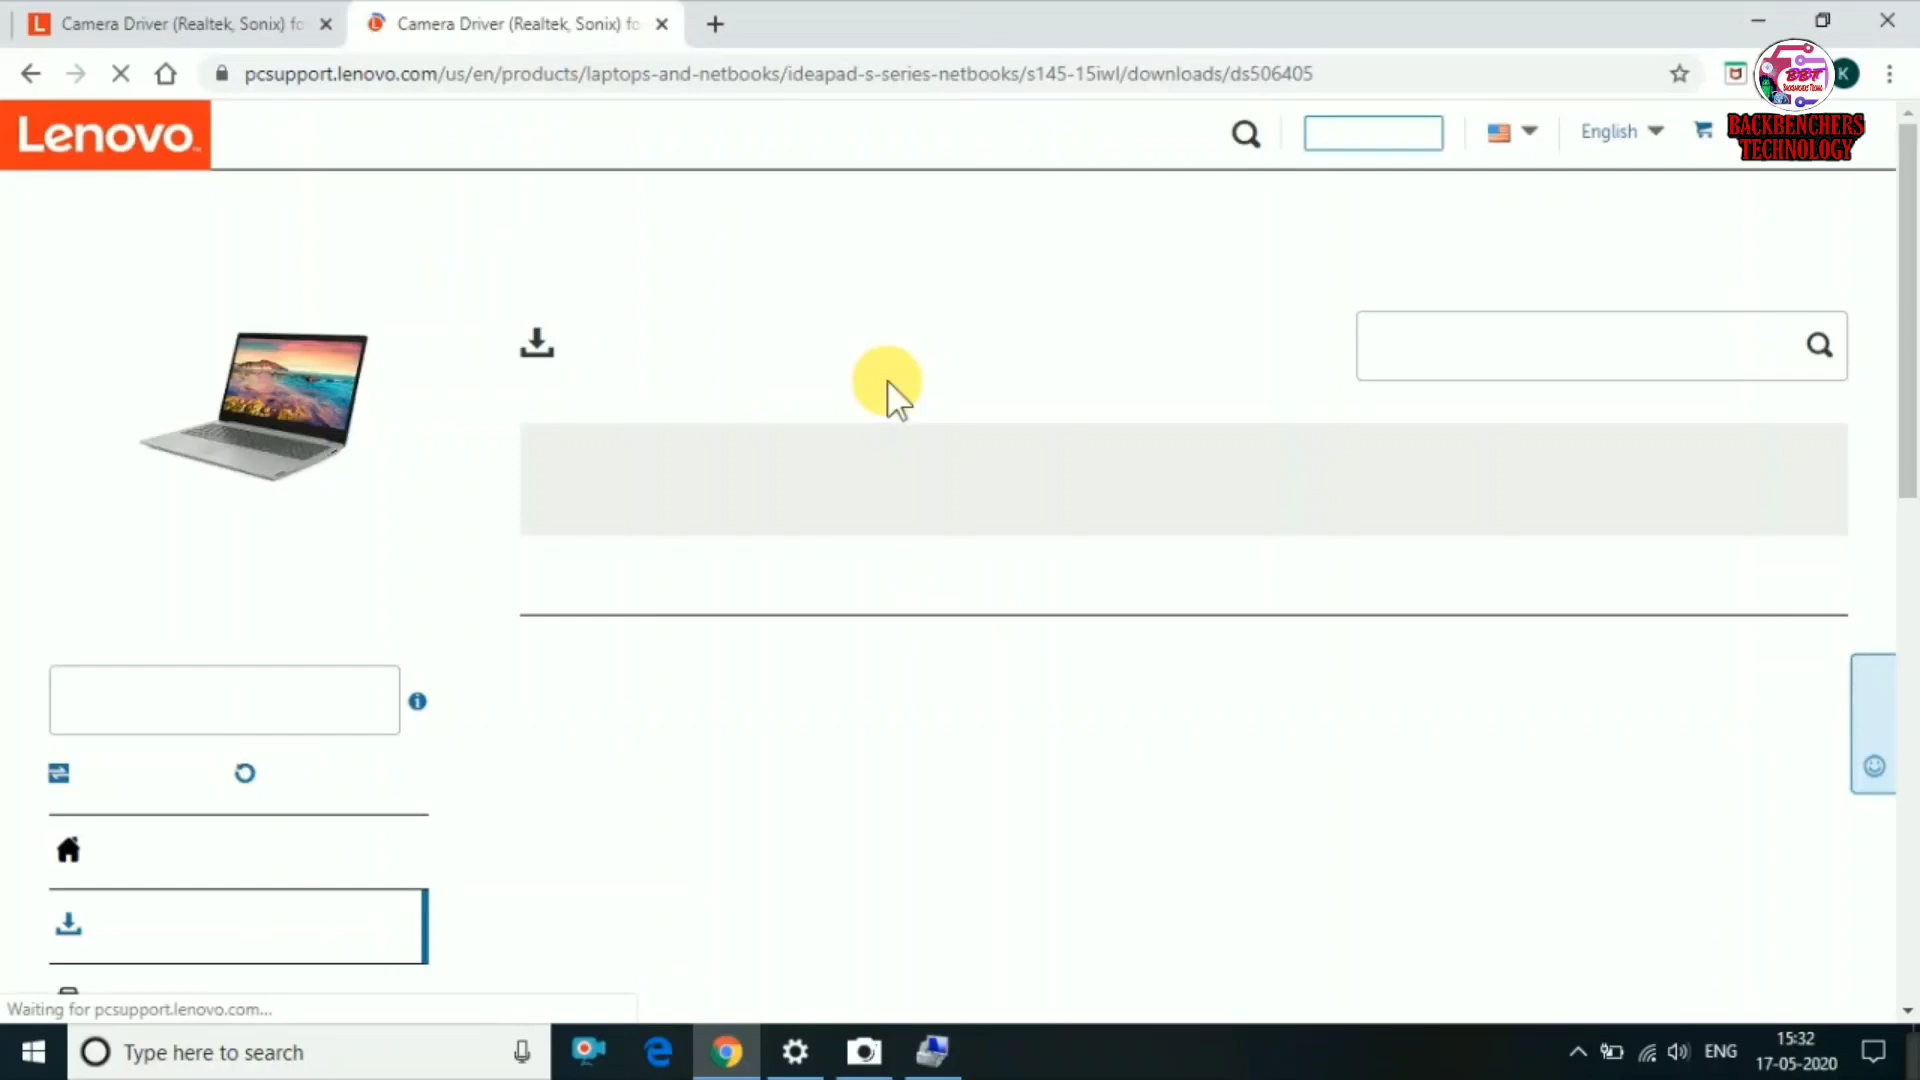 Camera Driver (Realtek, Sonix) fo
Camera Driver (Realtek, Sonix) fo
pcsupport.lenovo.com/us/en/products/laptops-and-netbooks/ideapad-s-series-netbooks/s145-15iwl/downloads/ds506405
K
BBT
BACKBENCHERS
TECHNOLOGY
Lenovo
English
Waiting for pcsupport.lenovo.com...
Type here to search
ENG
15:32
17-05-2020